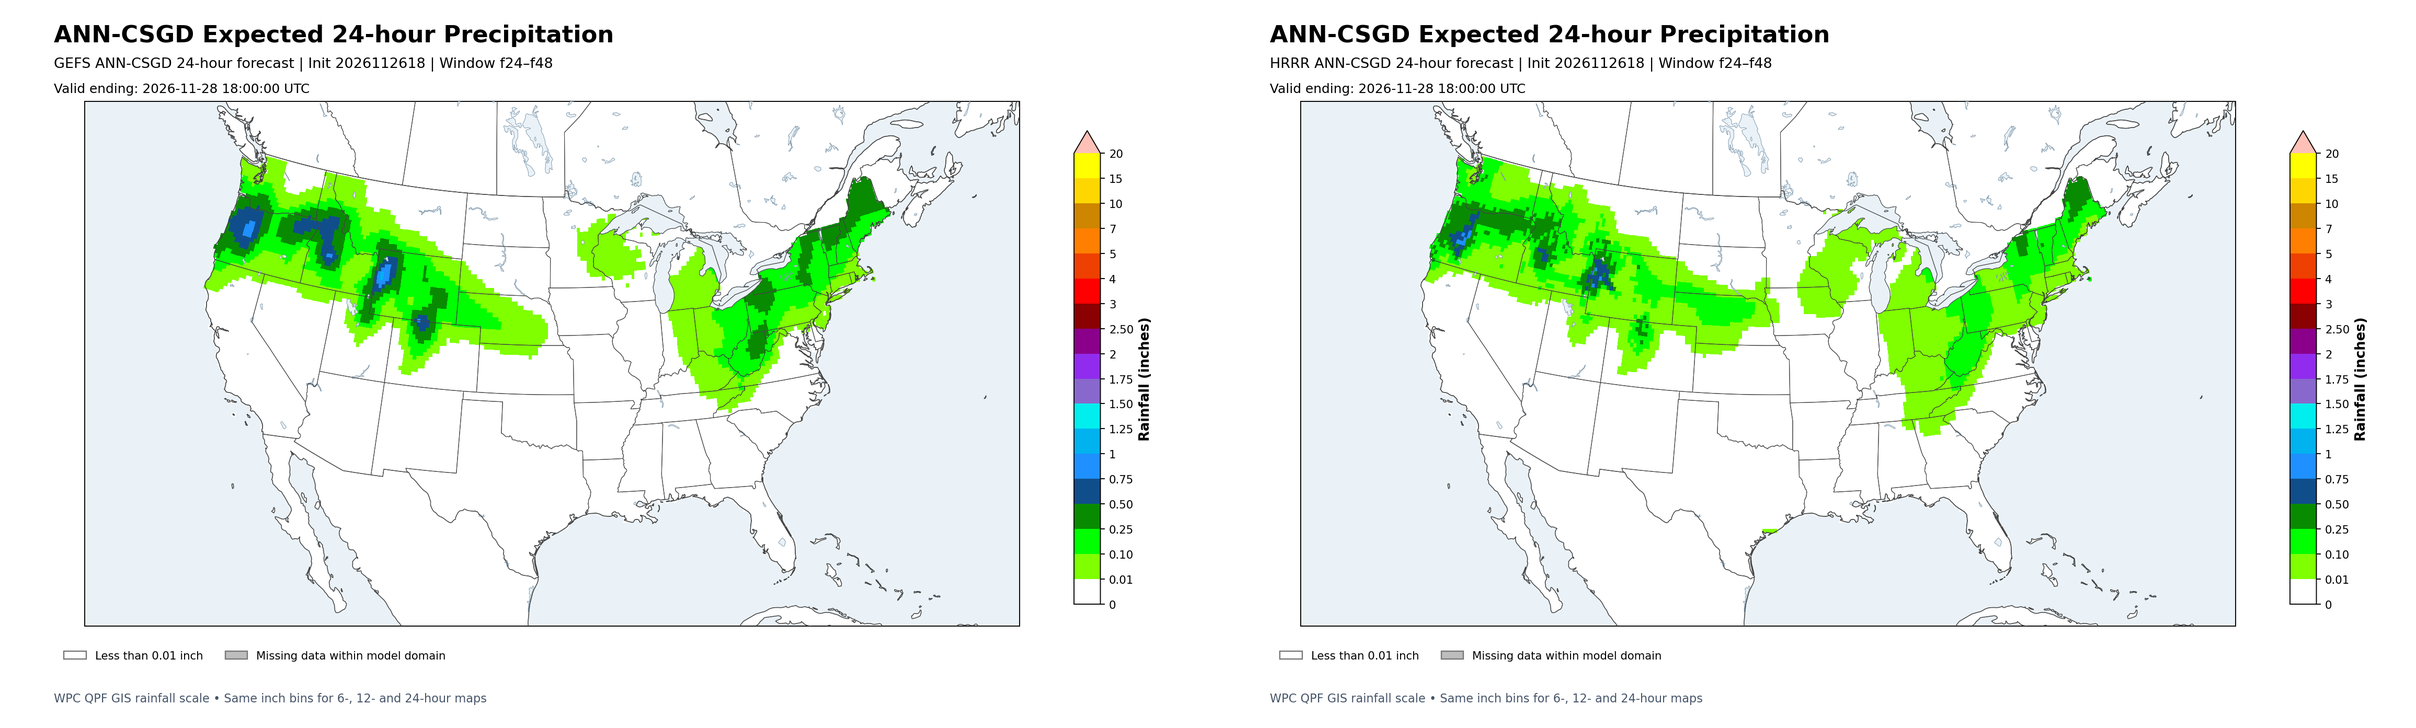 ANN-CSGD Expected 24-hour Precipitation
GEFS ANN-CSGD 24-hour forecast | Init 2026112618 | Window f24–f48
Valid ending: 2026-11-28 18:00:00 UTC
20
15
10
7
5
4
3
2.50
2
1.75
1.50
1.25
1
0.75
0.50
0.25
0.10
0.01
0
Rainfall (inches)
Less than 0.01 inch
Missing data within model domain
WPC QPF GIS rainfall scale • Same inch bins for 6-, 12- and 24-hour maps
ANN-CSGD Expected 24-hour Precipitation
HRRR ANN-CSGD 24-hour forecast | Init 2026112618 | Window f24–f48
Valid ending: 2026-11-28 18:00:00 UTC
20
15
10
7
5
4
3
2.50
2
1.75
1.50
1.25
1
0.75
0.50
0.25
0.10
0.01
0
Rainfall (inches)
Less than 0.01 inch
Missing data within model domain
WPC QPF GIS rainfall scale • Same inch bins for 6-, 12- and 24-hour maps